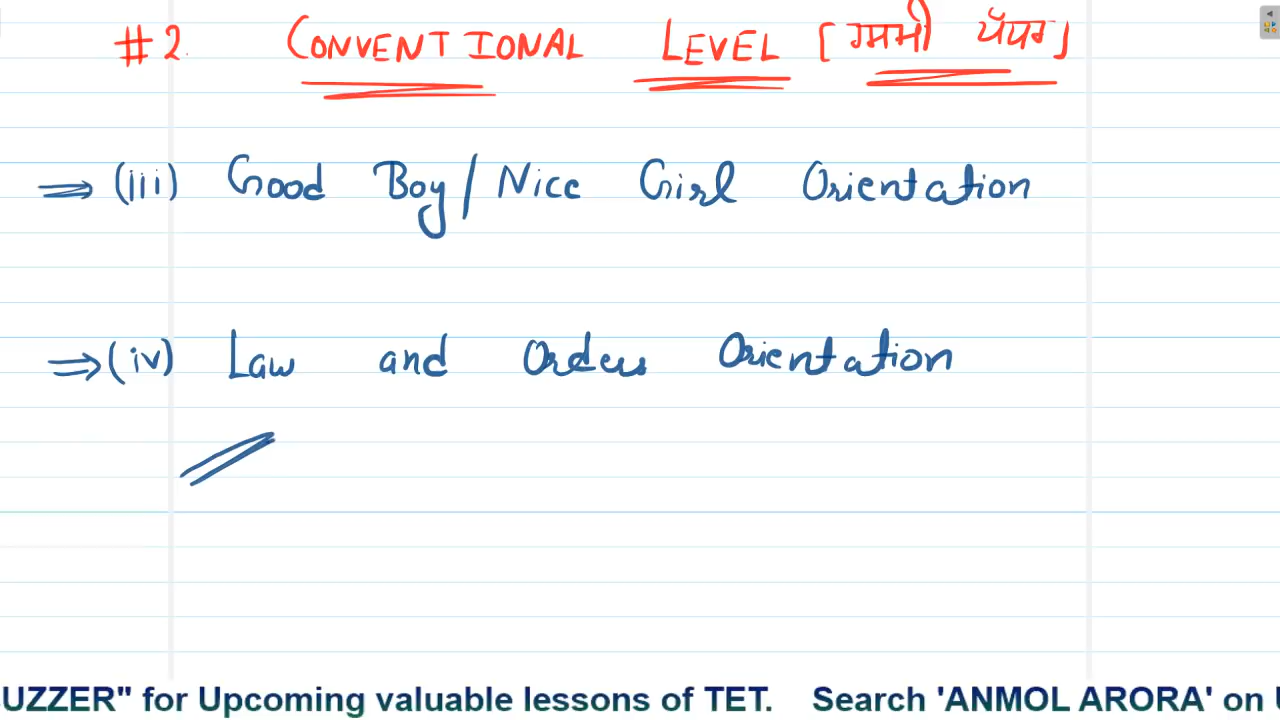 #2. CONVENTIONAL LEVEL [ਰਸਮੀ ਪੱਧਰ]
⇒ (iii) Good Boy/Nice Girl Orientation
⇒ (iv) Law and Orders Orientation
UZZER" for Upcoming valuable lessons of TET. Search 'ANMOL ARORA' on